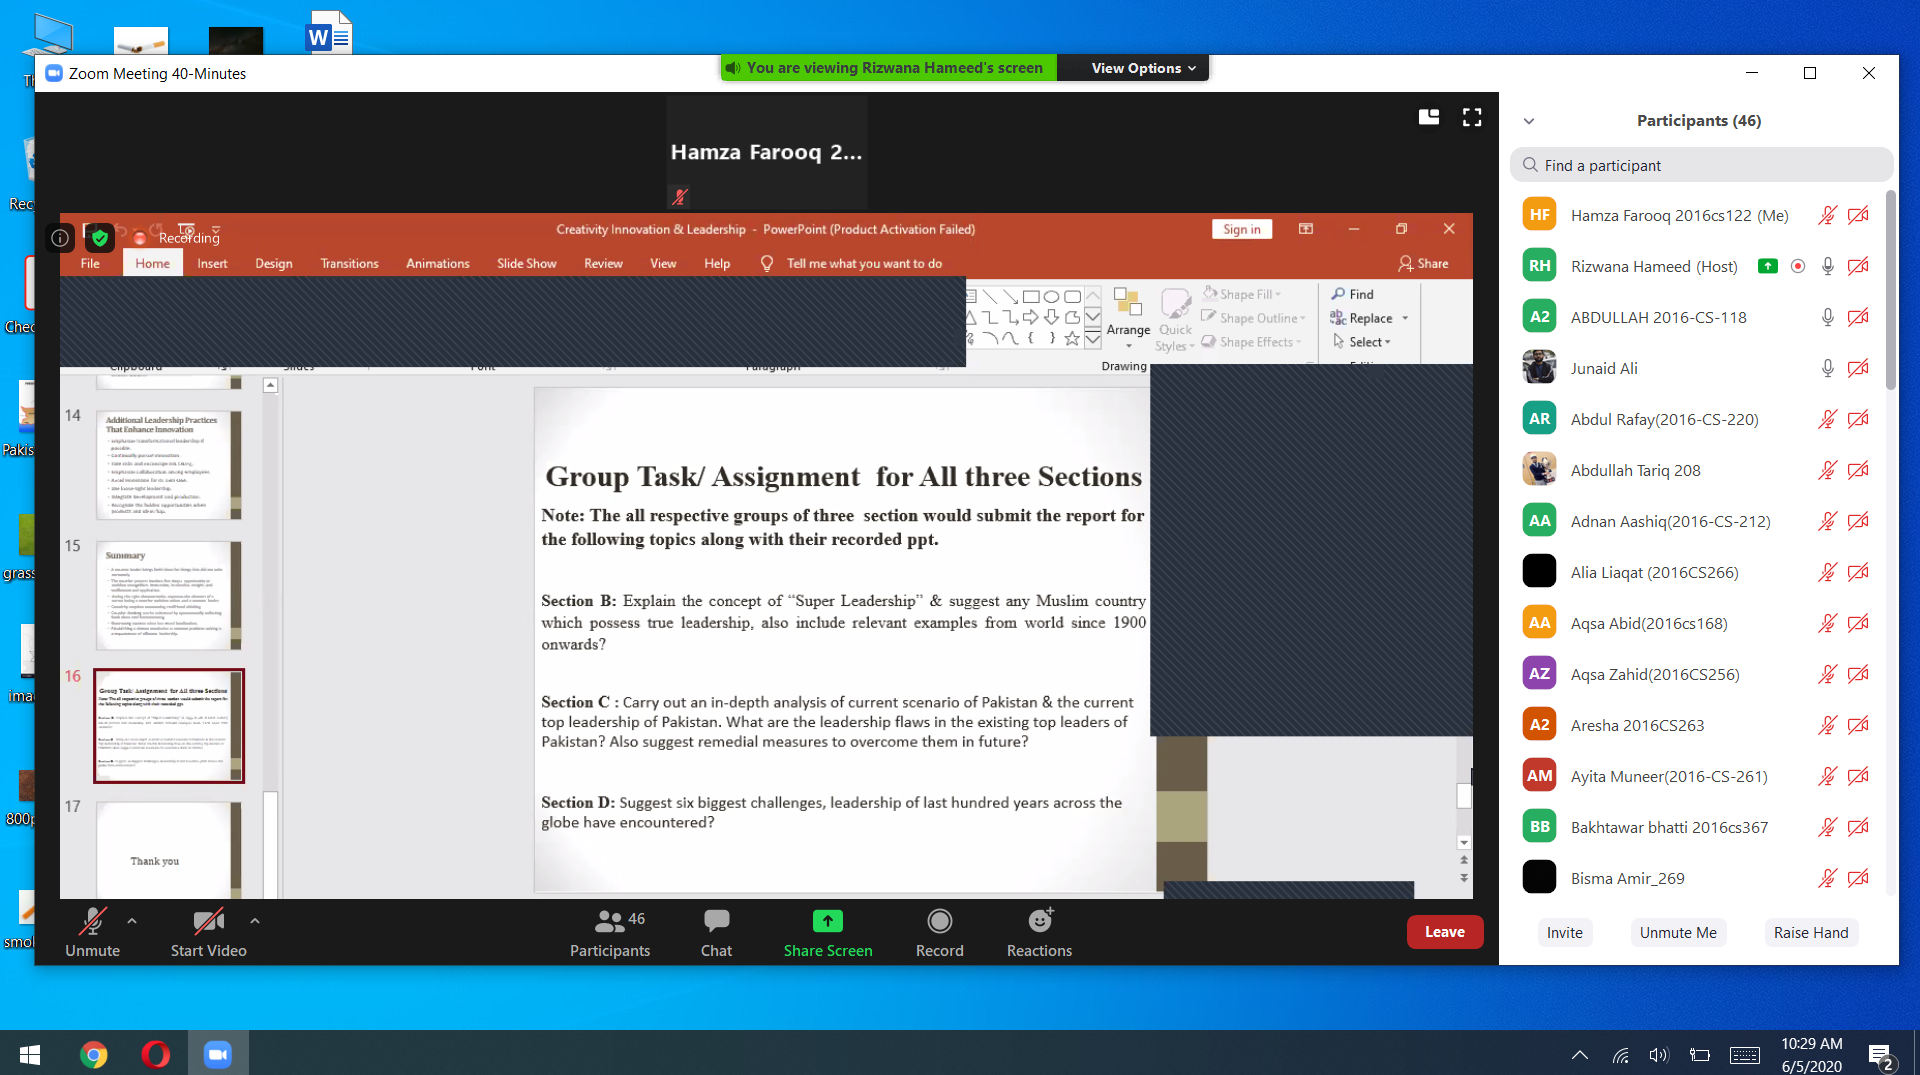 Th
Recy
Chec
Pakis
grass
ima
800p
smok
W
Zoom Meeting 40-Minutes
You are viewing Rizwana Hameed's screen
View Options
Hamza Farooq 2...
Recording
Creativity Innovation & Leadership - PowerPoint (Product Activation Failed)
Sign in
File Home Insert Design Transitions Animations Slide Show Review View Help Tell me what you want to do Share
Arrange
Quick
Styles
Shape Fill
Shape Outline
Shape Effects
Find
Replace
Select
Drawing
14
Additional Leadership Practices
That Enhance Innovation
15
Summary
16
Group Task/ Assignment for All three Sections
17
Thank you
Group Task/ Assignment for All three Sections
Note: The all respective groups of three section would submit the report for
the following topics along with their recorded ppt.
Section B: Explain the concept of “Super Leadership” & suggest any Muslim country
which possess true leadership, also include relevant examples from world since 1900
onwards?
Section C : Carry out an in-depth analysis of current scenario of Pakistan & the current
top leadership of Pakistan. What are the leadership flaws in the existing top leaders of
Pakistan? Also suggest remedial measures to overcome them in future?
Section D: Suggest six biggest challenges, leadership of last hundred years across the
globe have encountered?
Unmute
Start Video
46
Participants
Chat
Share Screen
Record
Reactions
Leave
Participants (46)
Find a participant
HF Hamza Farooq 2016cs122 (Me)
RH Rizwana Hameed (Host)
A2 ABDULLAH 2016-CS-118
Junaid Ali
AR Abdul Rafay(2016-CS-220)
Abdullah Tariq 208
AA Adnan Aashiq(2016-CS-212)
Alia Liaqat (2016CS266)
AA Aqsa Abid(2016cs168)
AZ Aqsa Zahid(2016CS256)
A2 Aresha 2016CS263
AM Ayita Muneer(2016-CS-261)
BB Bakhtawar bhatti 2016cs367
Bisma Amir_269
Invite
Unmute Me
Raise Hand
10:29 AM
6/5/2020
2